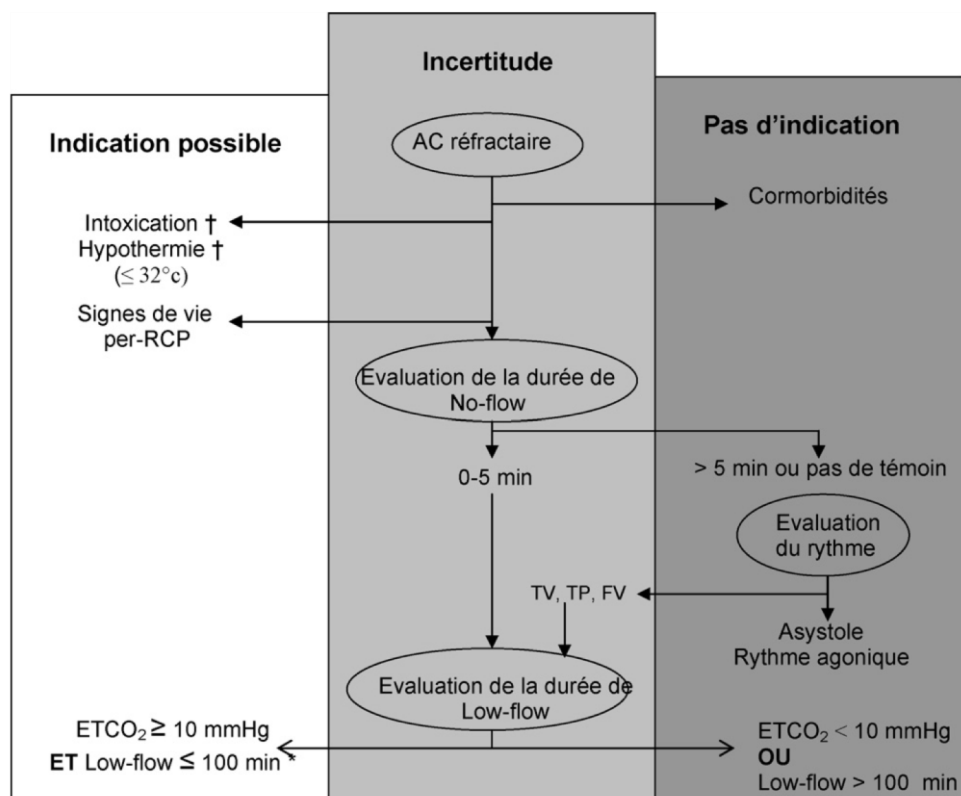 Incertitude
Indication possible
Pas d'indication
AC réfractaire
Cormorbidités
Intoxication †
Hypothermie †
(≤ 32°c)
Signes de vie
per-RCP
Evaluation de la durée de
No-flow
0-5 min
> 5 min ou pas de témoin
Evaluation
du rythme
TV, TP, FV
Asystole
Rythme agonique
Evaluation de la durée de
Low-flow
ETCO₂ ≥ 10 mmHg
ET Low-flow ≤ 100 min *
ETCO₂ < 10 mmHg
OU
Low-flow > 100 min